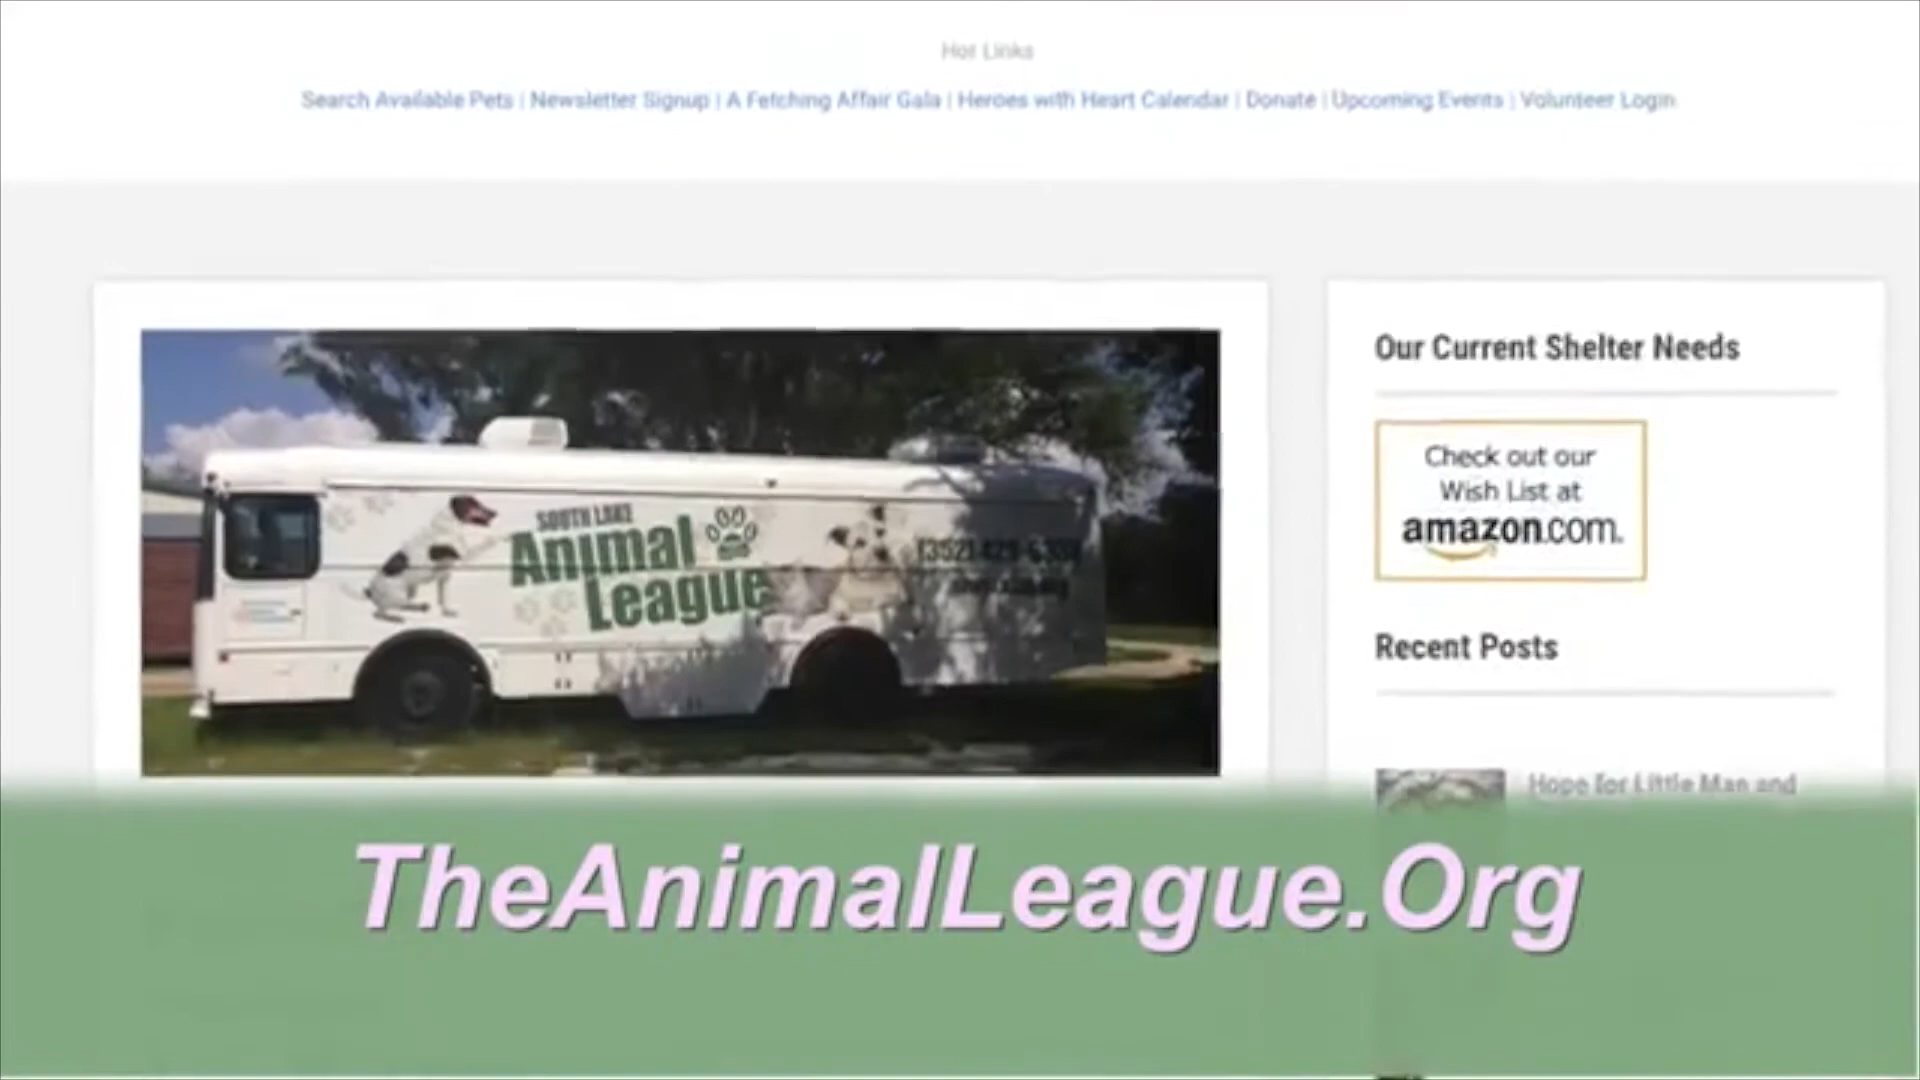 Hot Links
Search Available Pets | Newsletter Signup | A Fetching Affair Gala | Heroes with Heart Calendar | Donate | Upcoming Events | Volunteer Login
SOUTH LAKE
Animal
League
Our Current Shelter Needs
Check out our
Wish List at
amazon.com.
Recent Posts
Hope for Little Man and
TheAnimalLeague.Org